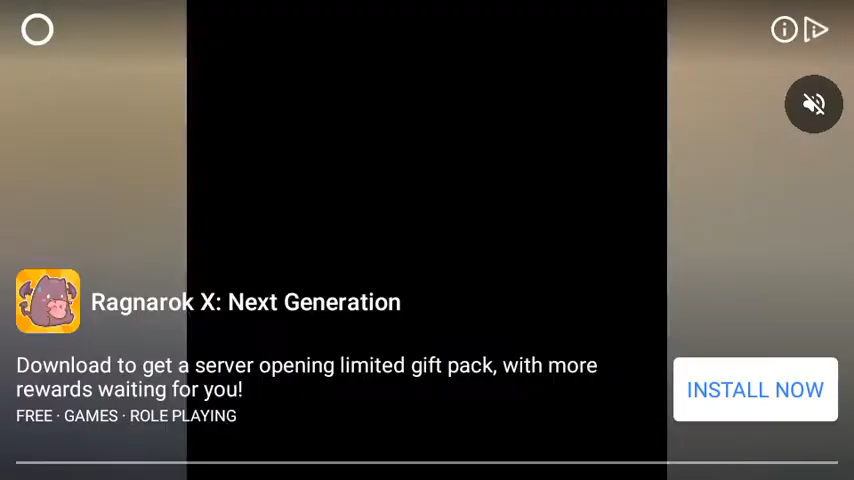 Ragnarok X: Next Generation
Download to get a server opening limited gift pack, with more
rewards waiting for you!
FREE · GAMES · ROLE PLAYING
INSTALL NOW